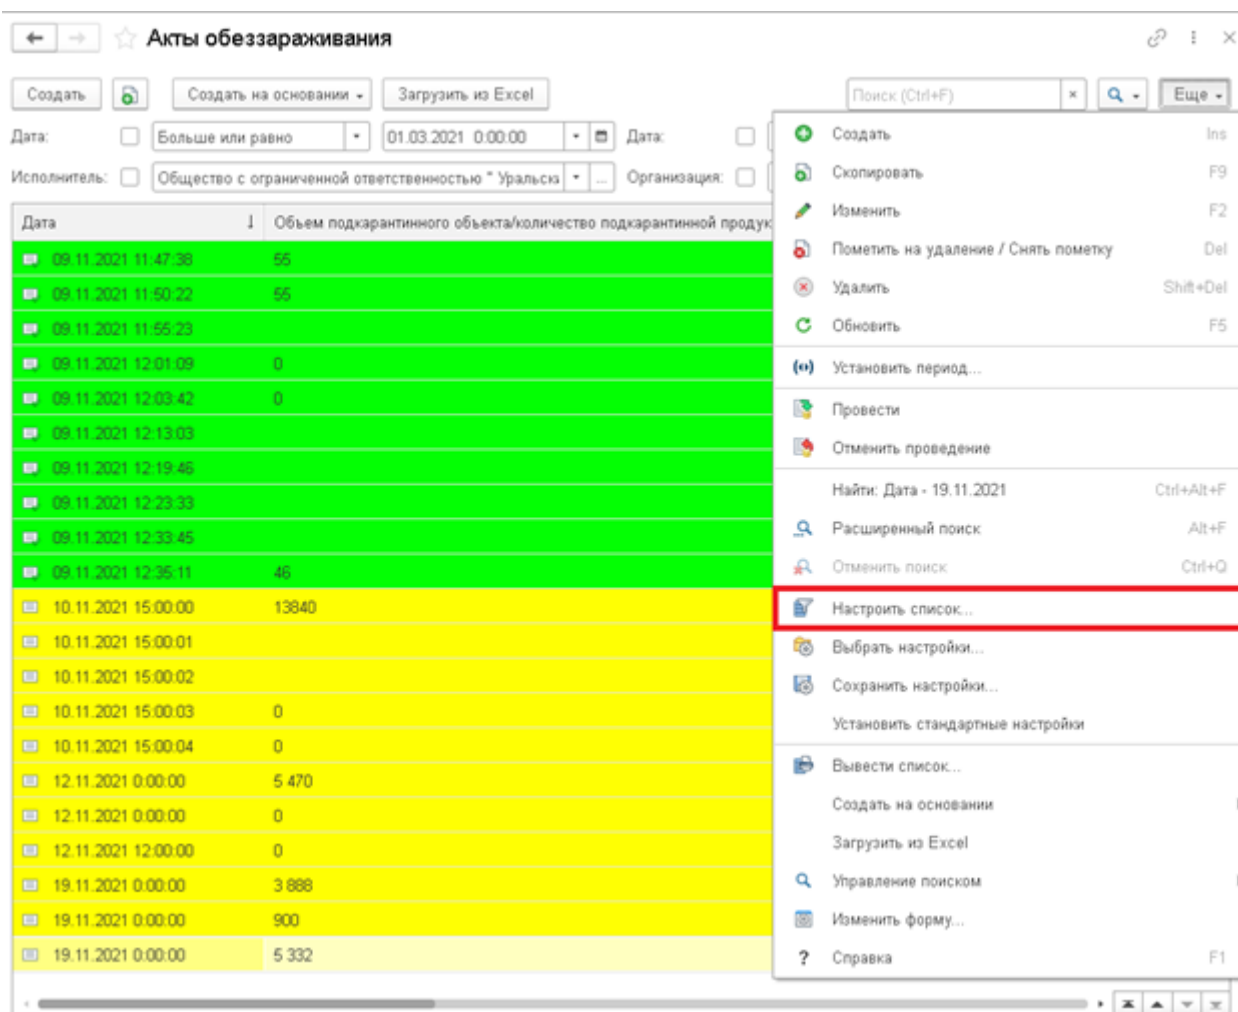 Акты обеззараживания
Создать Создать на основании Загрузить из Excel Поиск (Ctrl+F) × Еще
Дата: Больше или равно 01.03.2021 0:00:00 Дата:
Исполнитель: Общество с ограниченной ответственностью " Уральска ... Организация:
Дата ↓ Объем подкарантинного объекта/количество подкарантинной продук
09.11.2021 11:47:38 55
09.11.2021 11:50:22 55
09.11.2021 11:55:23
09.11.2021 12:01:09 0
09.11.2021 12:03:42 0
09.11.2021 12:13:03
09.11.2021 12:19:46
09.11.2021 12:23:33
09.11.2021 12:33:45
09.11.2021 12:35:11 46
10.11.2021 15:00:00 13840
10.11.2021 15:00:01
10.11.2021 15:00:02
10.11.2021 15:00:03 0
10.11.2021 15:00:04 0
12.11.2021 0:00:00 5 470
12.11.2021 0:00:00 0
12.11.2021 12:00:00 0
19.11.2021 0:00:00 3 888
19.11.2021 0:00:00 900
19.11.2021 0:00:00 5 332
Создать Ins
Скопировать F9
Изменить F2
Пометить на удаление / Снять пометку Del
Удалить Shift+Del
Обновить F5
Установить период...
Провести
Отменить проведение
Найти: Дата - 19.11.2021 Ctrl+Alt+F
Расширенный поиск Alt+F
Отменить поиск Ctrl+Q
Настроить список...
Выбрать настройки...
Сохранить настройки...
Установить стандартные настройки
Вывести список...
Создать на основании
Загрузить из Excel
Управление поиском
Изменить форму...
? Справка F1